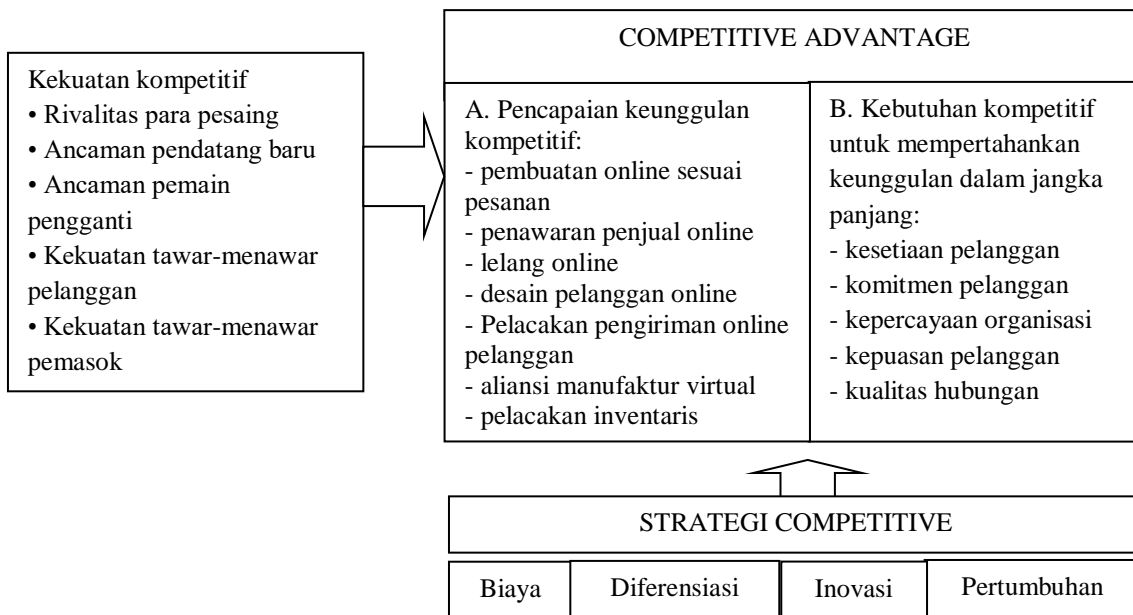 Kekuatan kompetitif
• Rivalitas para pesaing
• Ancaman pendatang baru
• Ancaman pemain
pengganti
• Kekuatan tawar-menawar
pelanggan
• Kekuatan tawar-menawar
pemasok
COMPETITIVE ADVANTAGE
A. Pencapaian keunggulan
kompetitif:
- pembuatan online sesuai
pesanan
- penawaran penjual online
- lelang online
- desain pelanggan online
- Pelacakan pengiriman online
pelanggan
- aliansi manufaktur virtual
- pelacakan inventaris
B. Kebutuhan kompetitif
untuk mempertahankan
keunggulan dalam jangka
panjang:
- kesetiaan pelanggan
- komitmen pelanggan
- kepercayaan organisasi
- kepuasan pelanggan
- kualitas hubungan
STRATEGI COMPETITIVE
Biaya
Diferensiasi
Inovasi
Pertumbuhan